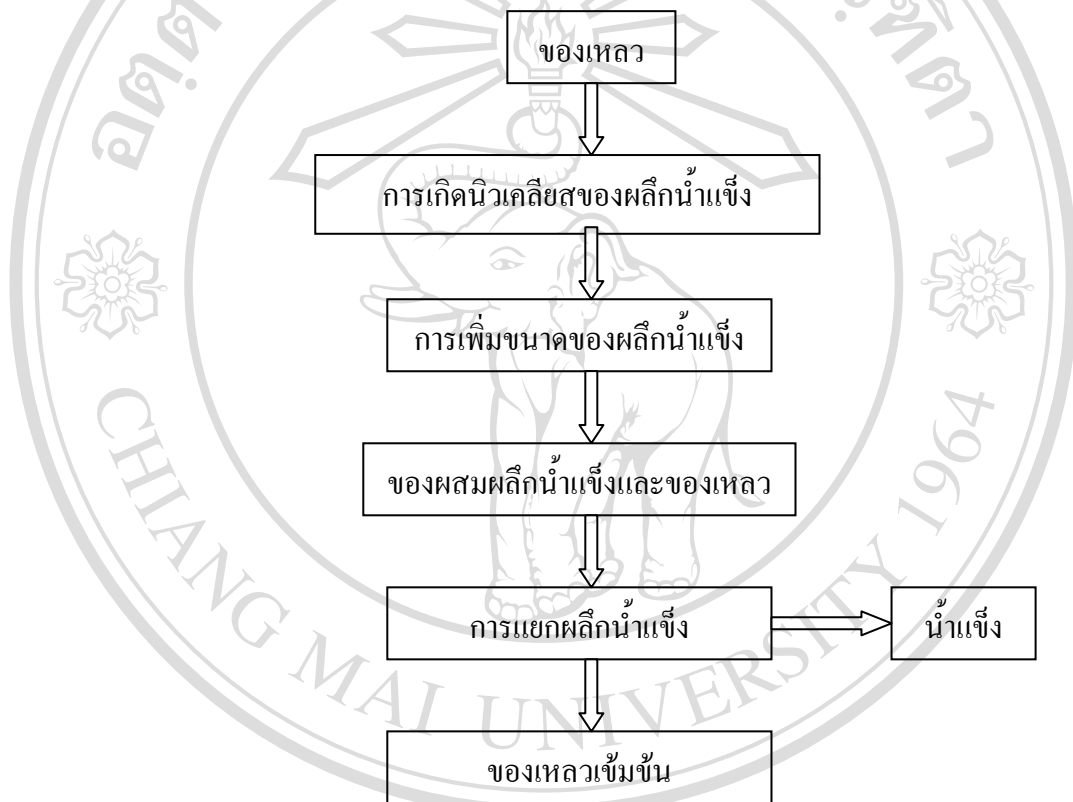 ของเหลว
การเกิดนิวเคลียสของผลึกน้ำแข็ง
การเพิ่มขนาดของผลึกน้ำแข็ง
ของผสมผลึกน้ำแข็งและของเหลว
การแยกผลึกน้ำแข็ง
น้ำแข็ง
ของเหลวเข้มข้น
CHIANG MAI UNIVERSITY 1964